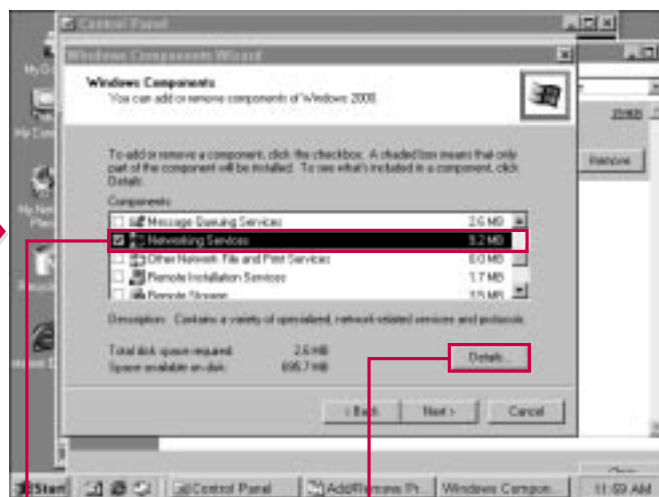 Control Panel
Windows Components Wizard
Windows Components
You can add or remove components of Windows 2000.
To add or remove a component, click the checkbox. A shaded box means that only
part of the component will be installed. To see what's included in a component, click
Details.
Components:
Message Queuing Services 2.6 MB
Networking Services
Other Network File and Print Services 0.0 MB
Remote Installation Services 1.7 MB
Remote Storage 3.5 MB
Description: Contains a variety of specialized, network-related services and protocols.
Total disk space required: 2.6 MB
Space available on disk: 695.7 MB
Details...
< Back
Next >
Cancel
Remove
Start
Control Panel
Add/Remove Pr...
Windows Compon...
11:59 AM